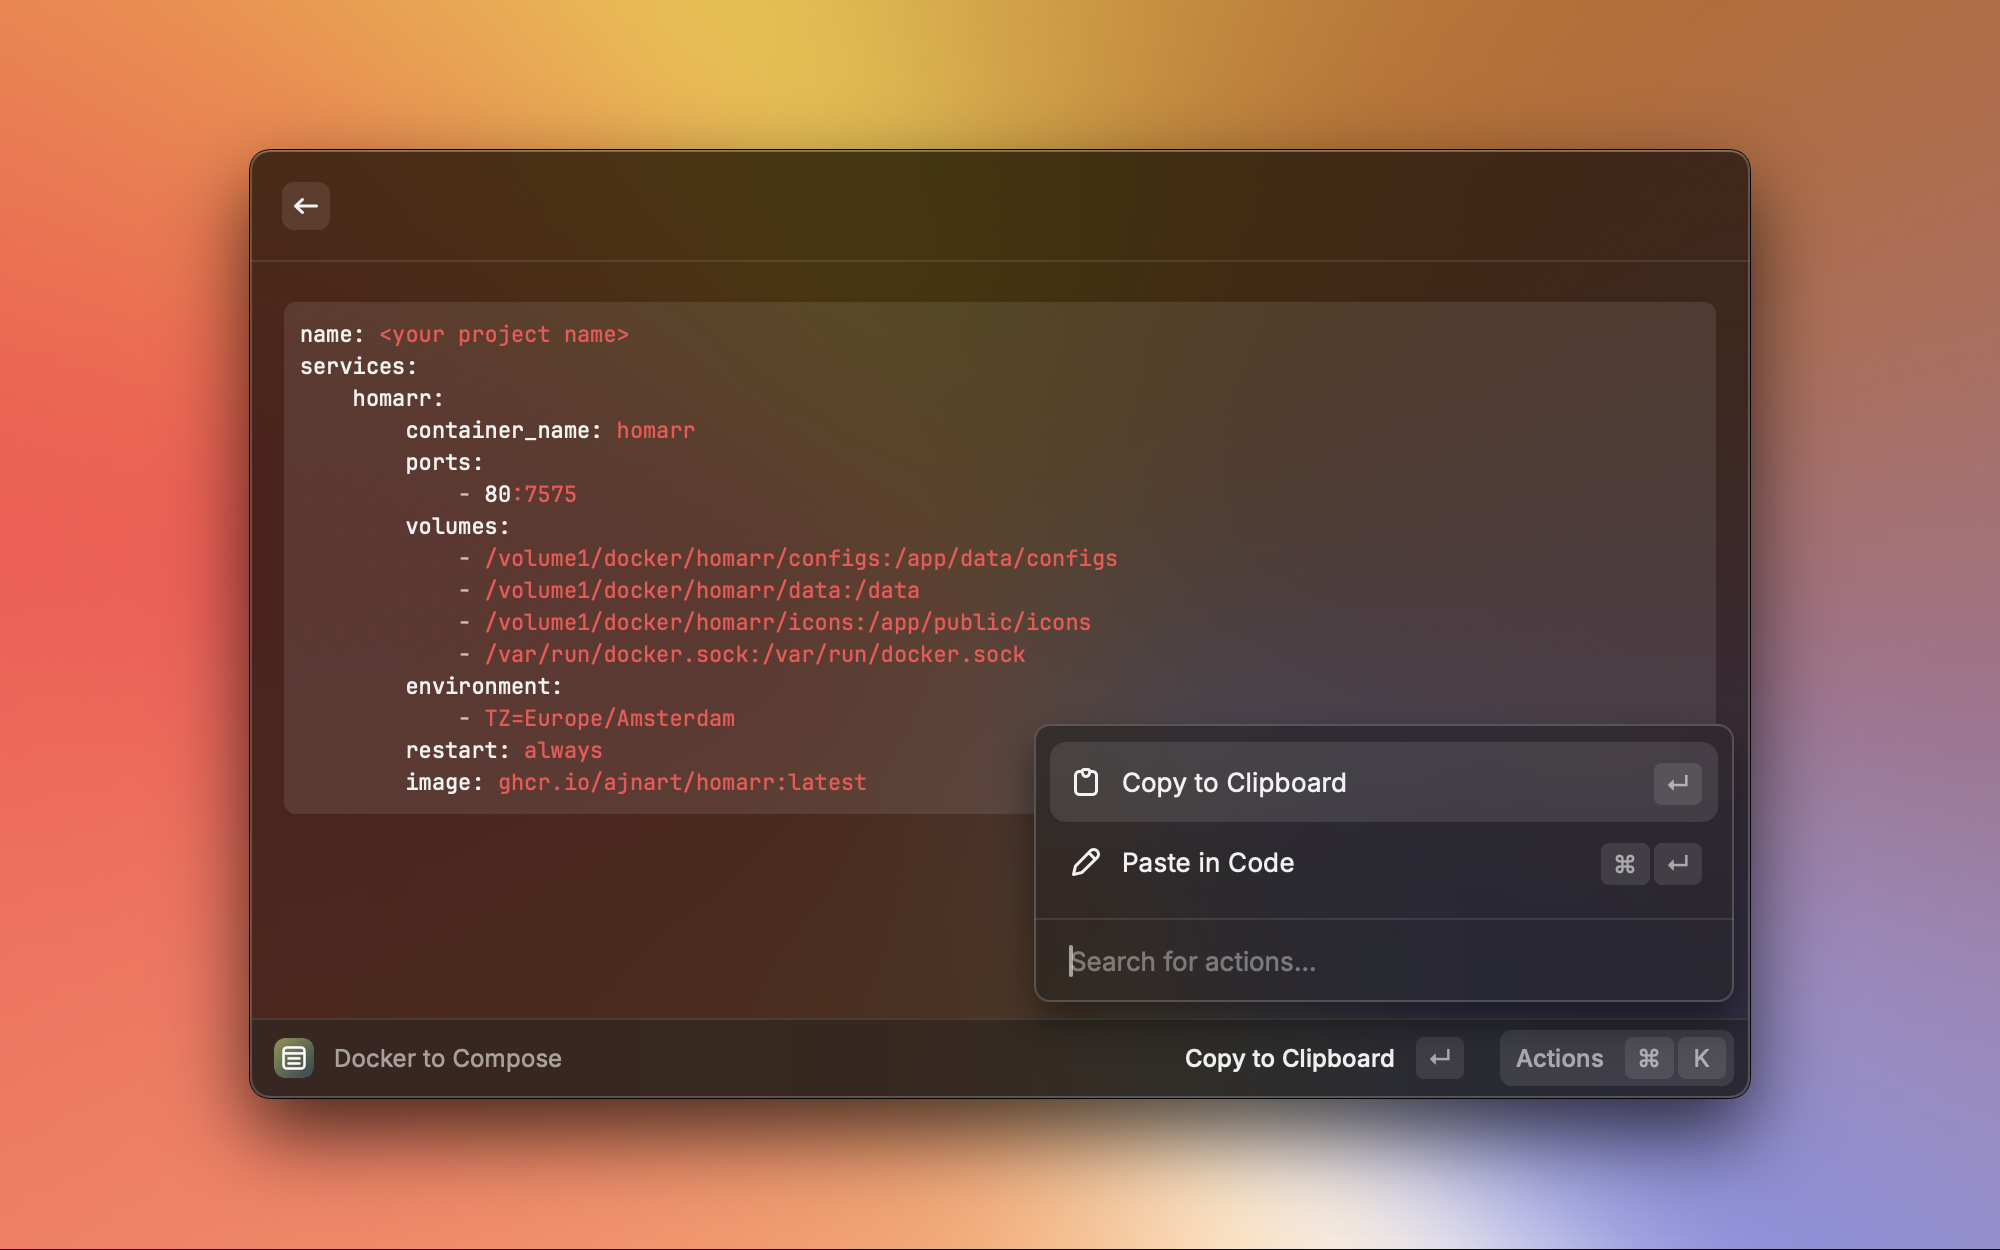 name: <your project name>
services:
    homarr:
        container_name: homarr
        ports:
            - 80:7575
        volumes:
            - /volume1/docker/homarr/configs:/app/data/configs
            - /volume1/docker/homarr/data:/data
            - /volume1/docker/homarr/icons:/app/public/icons
            - /var/run/docker.sock:/var/run/docker.sock
        environment:
            - TZ=Europe/Amsterdam
        restart: always
        image: ghcr.io/ajnart/homarr:latest
Copy to Clipboard ↵
Paste in Code ⌘ ↵
Search for actions...
Docker to Compose
Copy to Clipboard ↵
Actions ⌘ K